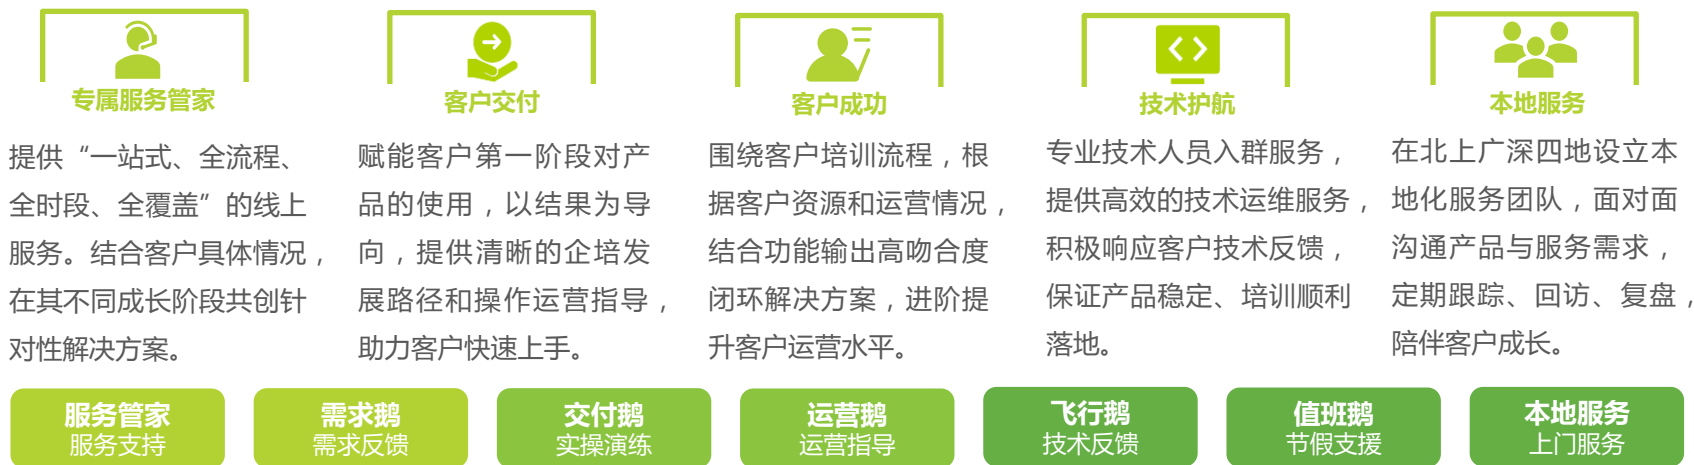 专属服务管家
提供“一站式、全流程、
全时段、全覆盖”的线上
服务。结合客户具体情况，
在其不同成长阶段共创针
对性解决方案。
客户交付
赋能客户第一阶段对产
品的使用，以结果为导
向，提供清晰的企培发
展路径和操作运营指导，
助力客户快速上手。
客户成功
围绕客户培训流程，根
据客户资源和运营情况，
结合功能输出高吻合度
闭环解决方案，进阶提
升客户运营水平。
技术护航
专业技术人员入群服务，
提供高效的技术运维服务，
积极响应客户技术反馈，
保证产品稳定、培训顺利
落地。
本地服务
在北上广深四地设立本
地化服务团队，面对面
沟通产品与服务需求，
定期跟踪、回访、复盘，
陪伴客户成长。
服务管家
服务支持
需求鹅
需求反馈
交付鹅
实操演练
运营鹅
运营指导
飞行鹅
技术反馈
值班鹅
节假支援
本地服务
上门服务